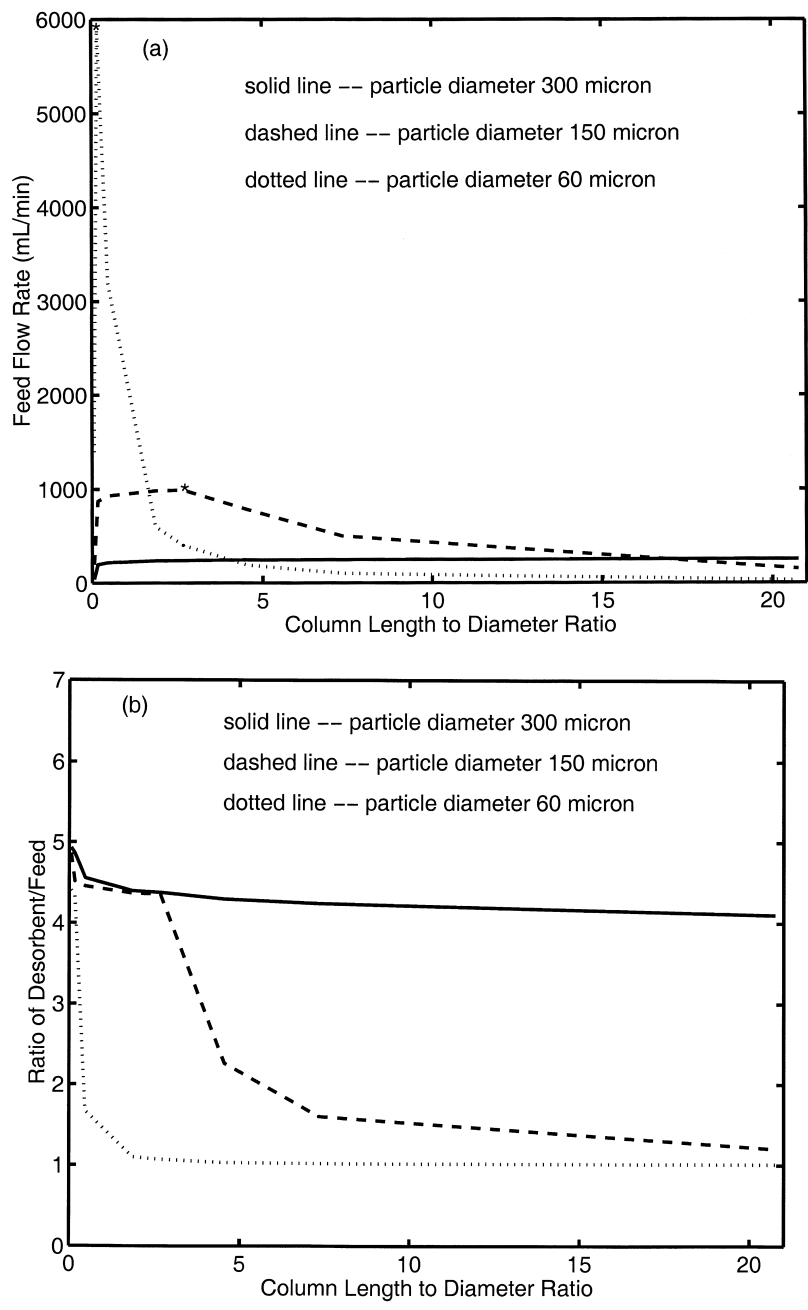 (a)
solid line -- particle diameter 300 micron
dashed line -- particle diameter 150 micron
dotted line -- particle diameter 60 micron
Feed Flow Rate (mL/min)
6000
5000
4000
3000
2000
1000
0
0 5 10 15 20
Column Length to Diameter Ratio
(b)
solid line -- particle diameter 300 micron
dashed line -- particle diameter 150 micron
dotted line -- particle diameter 60 micron
Ratio of Desorbent/Feed
7
6
5
4
3
2
1
0
0 5 10 15 20
Column Length to Diameter Ratio